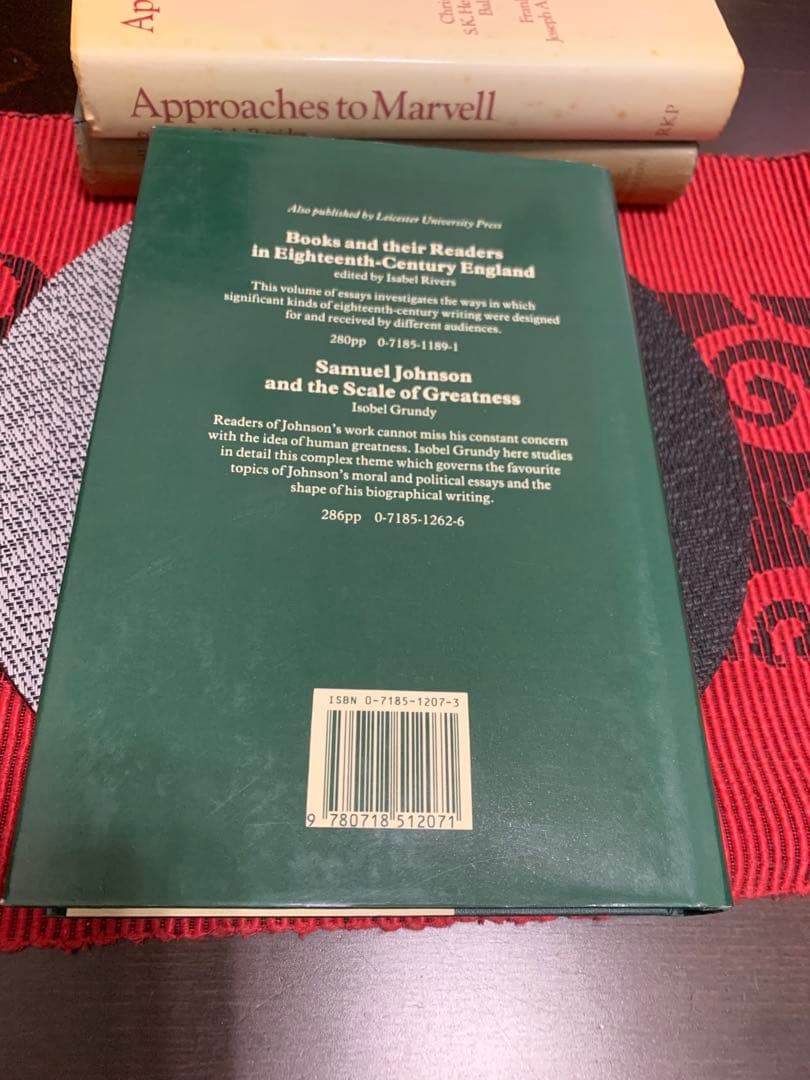 Ap
Chri
S.K. He
Bal
Frank
Joseph A
Approaches to Marvell
RKP
Also published by Leicester University Press
Books and their Readers
in Eighteenth-Century England
edited by Isabel Rivers
This volume of essays investigates the ways in which
significant kinds of eighteenth-century writing were designed
for and received by different audiences.
280pp 0-7185-1189-1
Samuel Johnson
and the Scale of Greatness
Isobel Grundy
Readers of Johnson's work cannot miss his constant concern
with the idea of human greatness. Isobel Grundy here studies
in detail this complex theme which governs the favourite
topics of Johnson's moral and political essays and the
shape of his biographical writing.
286pp 0-7185-1262-6
ISBN 0-7185-1207-3
9 780718 512071